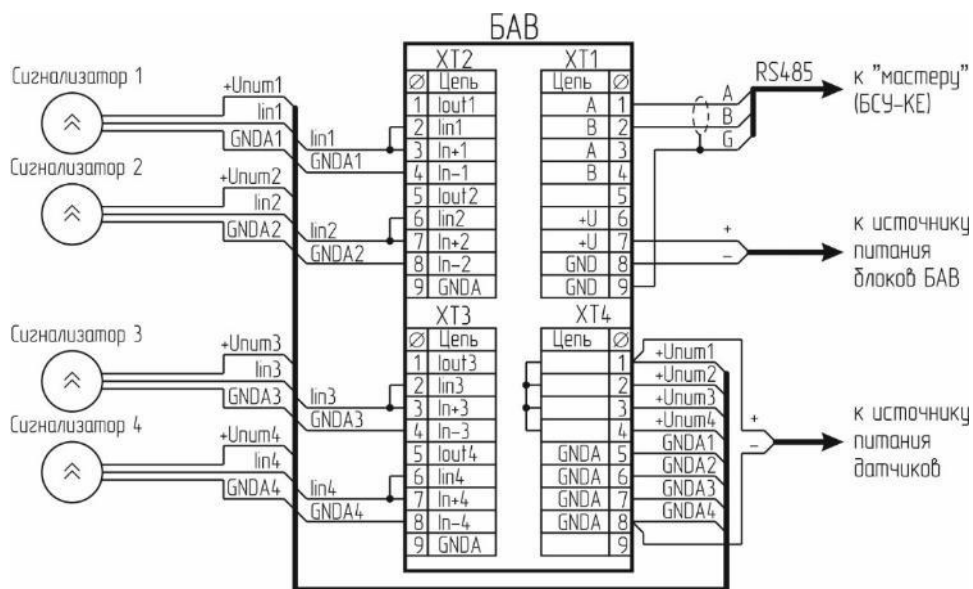 БАВ
Сигнализатор 1
+Uпит1
Iin1
GNDA1
Iin1
GNDA1
Сигнализатор 2
+Uпит2
Iin2
GNDA2
Iin2
GNDA2
Сигнализатор 3
+Uпит3
Iin3
GNDA3
Iin3
GNDA3
Сигнализатор 4
+Uпит4
Iin4
GNDA4
Iin4
GNDA4
XT2
∅ Цепь
1 Iout1
2 Iin1
3 In+1
4 In-1
5 Iout2
6 Iin2
7 In+2
8 In-2
9 GNDA
XT3
∅ Цепь
1 Iout3
2 Iin3
3 In+3
4 In-3
5 Iout4
6 Iin4
7 In+4
8 In-4
9 GNDA
XT1
Цепь ∅
A 1
B 2
A 3
B 4
5
+U 6
+U 7
GND 8
GND 9
XT4
Цепь ∅
1
2
3
4
GNDA 5
GNDA 6
GNDA 7
GNDA 8
9
RS485
A
B
G
к "мастеру"
(БСУ-КЕ)
+
−
к источнику
питания
блоков БАВ
+Uпит1
+Uпит2
+Uпит3
+Uпит4
GNDA1
GNDA2
GNDA3
GNDA4
+
−
к источнику
питания
датчиков